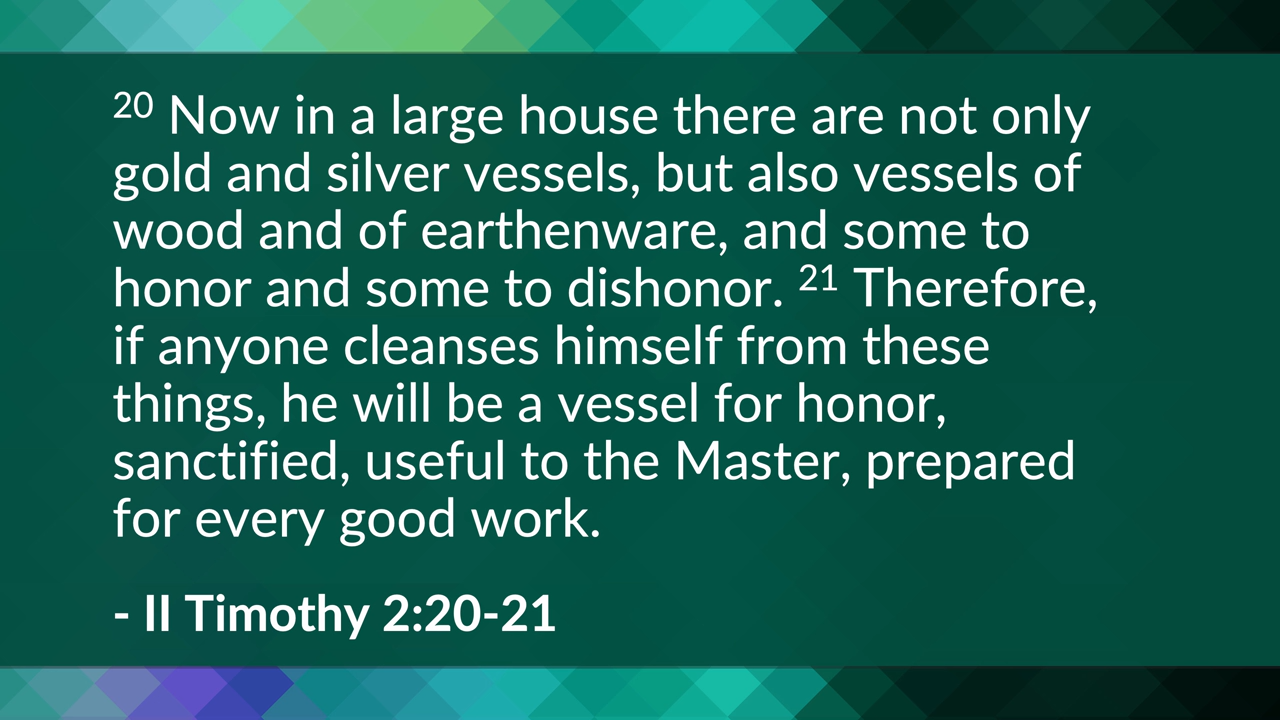 20 Now in a large house there are not only
gold and silver vessels, but also vessels of
wood and of earthenware, and some to
honor and some to dishonor. 21 Therefore,
if anyone cleanses himself from these
things, he will be a vessel for honor,
sanctified, useful to the Master, prepared
for every good work.
- II Timothy 2:20-21